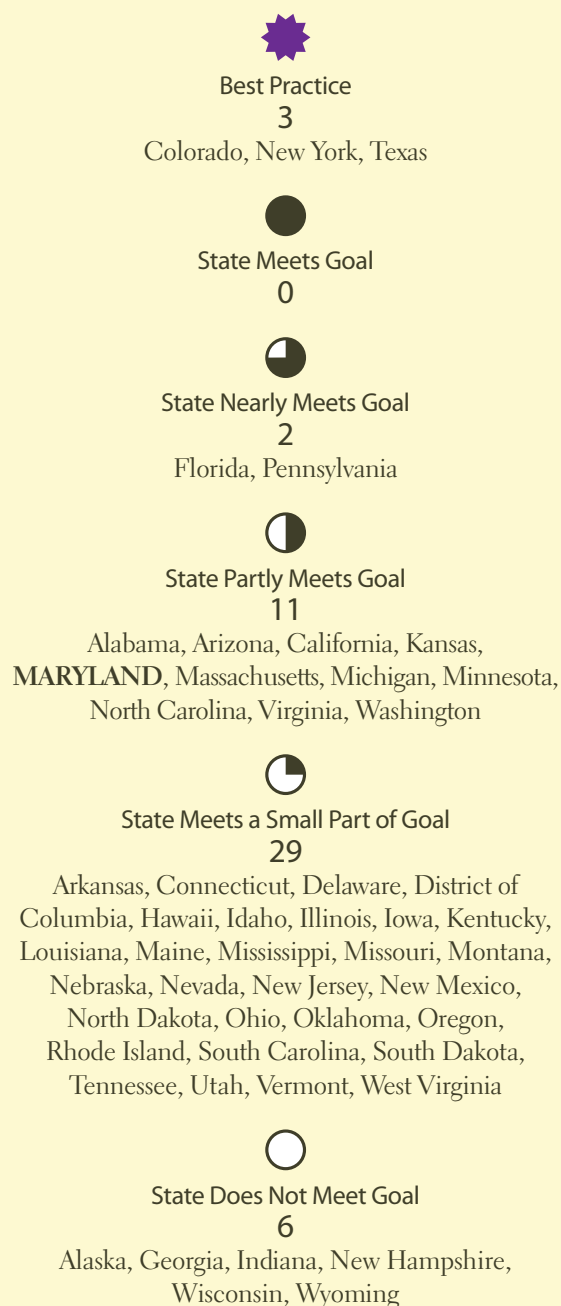 Best Practice
3
Colorado, New York, Texas
State Meets Goal
0
State Nearly Meets Goal
2
Florida, Pennsylvania
State Partly Meets Goal
11
Alabama, Arizona, California, Kansas,
MARYLAND, Massachusetts, Michigan, Minnesota,
North Carolina, Virginia, Washington
State Meets a Small Part of Goal
29
Arkansas, Connecticut, Delaware, District of
Columbia, Hawaii, Idaho, Illinois, Iowa, Kentucky,
Louisiana, Maine, Mississippi, Missouri, Montana,
Nebraska, Nevada, New Jersey, New Mexico,
North Dakota, Ohio, Oklahoma, Oregon,
Rhode Island, South Carolina, South Dakota,
Tennessee, Utah, Vermont, West Virginia
State Does Not Meet Goal
6
Alaska, Georgia, Indiana, New Hampshire,
Wisconsin, Wyoming